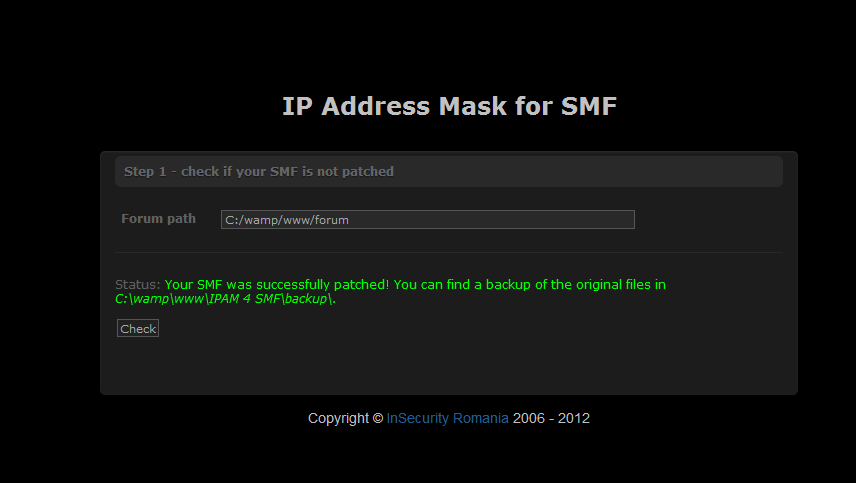 IP Address Mask for SMF
Step 1 - check if your SMF is not patched
Forum path C:/wamp/www/forum
Status: Your SMF was successfully patched! You can find a backup of the original files in
C:\wamp\www\IPAM 4 SMF\backup\.
Check
Copyright © InSecurity Romania 2006 - 2012